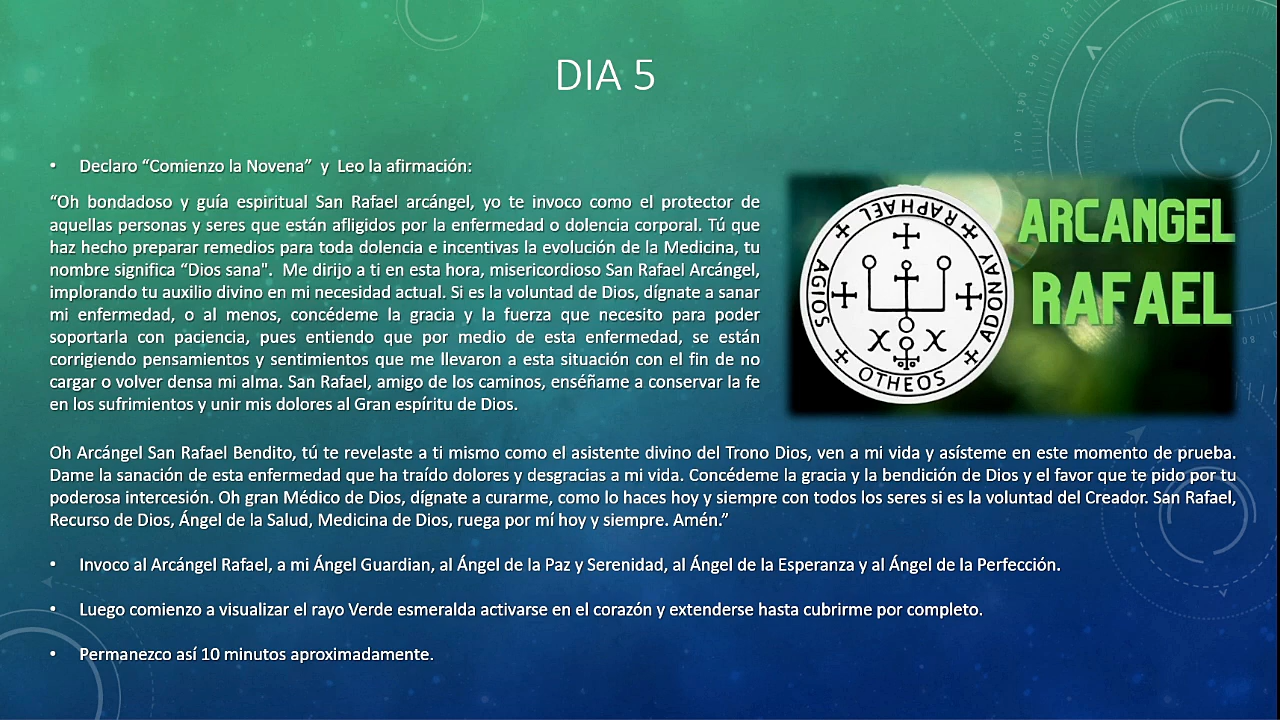 DIA 5
• Declaro “Comienzo la Novena” y Leo la afirmación:
“Oh bondadoso y guía espiritual San Rafael arcángel, yo te invoco como el protector de
aquellas personas y seres que están afligidos por la enfermedad o dolencia corporal. Tú que
haz hecho preparar remedios para toda dolencia e incentivas la evolución de la Medicina, tu
nombre significa “Dios sana". Me dirijo a ti en esta hora, misericordioso San Rafael Arcángel,
implorando tu auxilio divino en mi necesidad actual. Si es la voluntad de Dios, dígnate a sanar
mi enfermedad, o al menos, concédeme la gracia y la fuerza que necesito para poder
soportarla con paciencia, pues entiendo que por medio de esta enfermedad, se están
corrigiendo pensamientos y sentimientos que me llevaron a esta situación con el fin de no
cargar o volver densa mi alma. San Rafael, amigo de los caminos, enséñame a conservar la fe
en los sufrimientos y unir mis dolores al Gran espíritu de Dios.
RAPHAEL
ADONAY
OTHEOS
AGIOS
X X
ARCANGEL
RAFAEL
Oh Arcángel San Rafael Bendito, tú te revelaste a ti mismo como el asistente divino del Trono Dios, ven a mi vida y asísteme en este momento de prueba.
Dame la sanación de esta enfermedad que ha traído dolores y desgracias a mi vida. Concédeme la gracia y la bendición de Dios y el favor que te pido por tu
poderosa intercesión. Oh gran Médico de Dios, dígnate a curarme, como lo haces hoy y siempre con todos los seres si es la voluntad del Creador. San Rafael,
Recurso de Dios, Ángel de la Salud, Medicina de Dios, ruega por mí hoy y siempre. Amén.”
• Invoco al Arcángel Rafael, a mi Ángel Guardian, al Ángel de la Paz y Serenidad, al Ángel de la Esperanza y al Ángel de la Perfección.
• Luego comienzo a visualizar el rayo Verde esmeralda activarse en el corazón y extenderse hasta cubrirme por completo.
• Permanezco así 10 minutos aproximadamente.